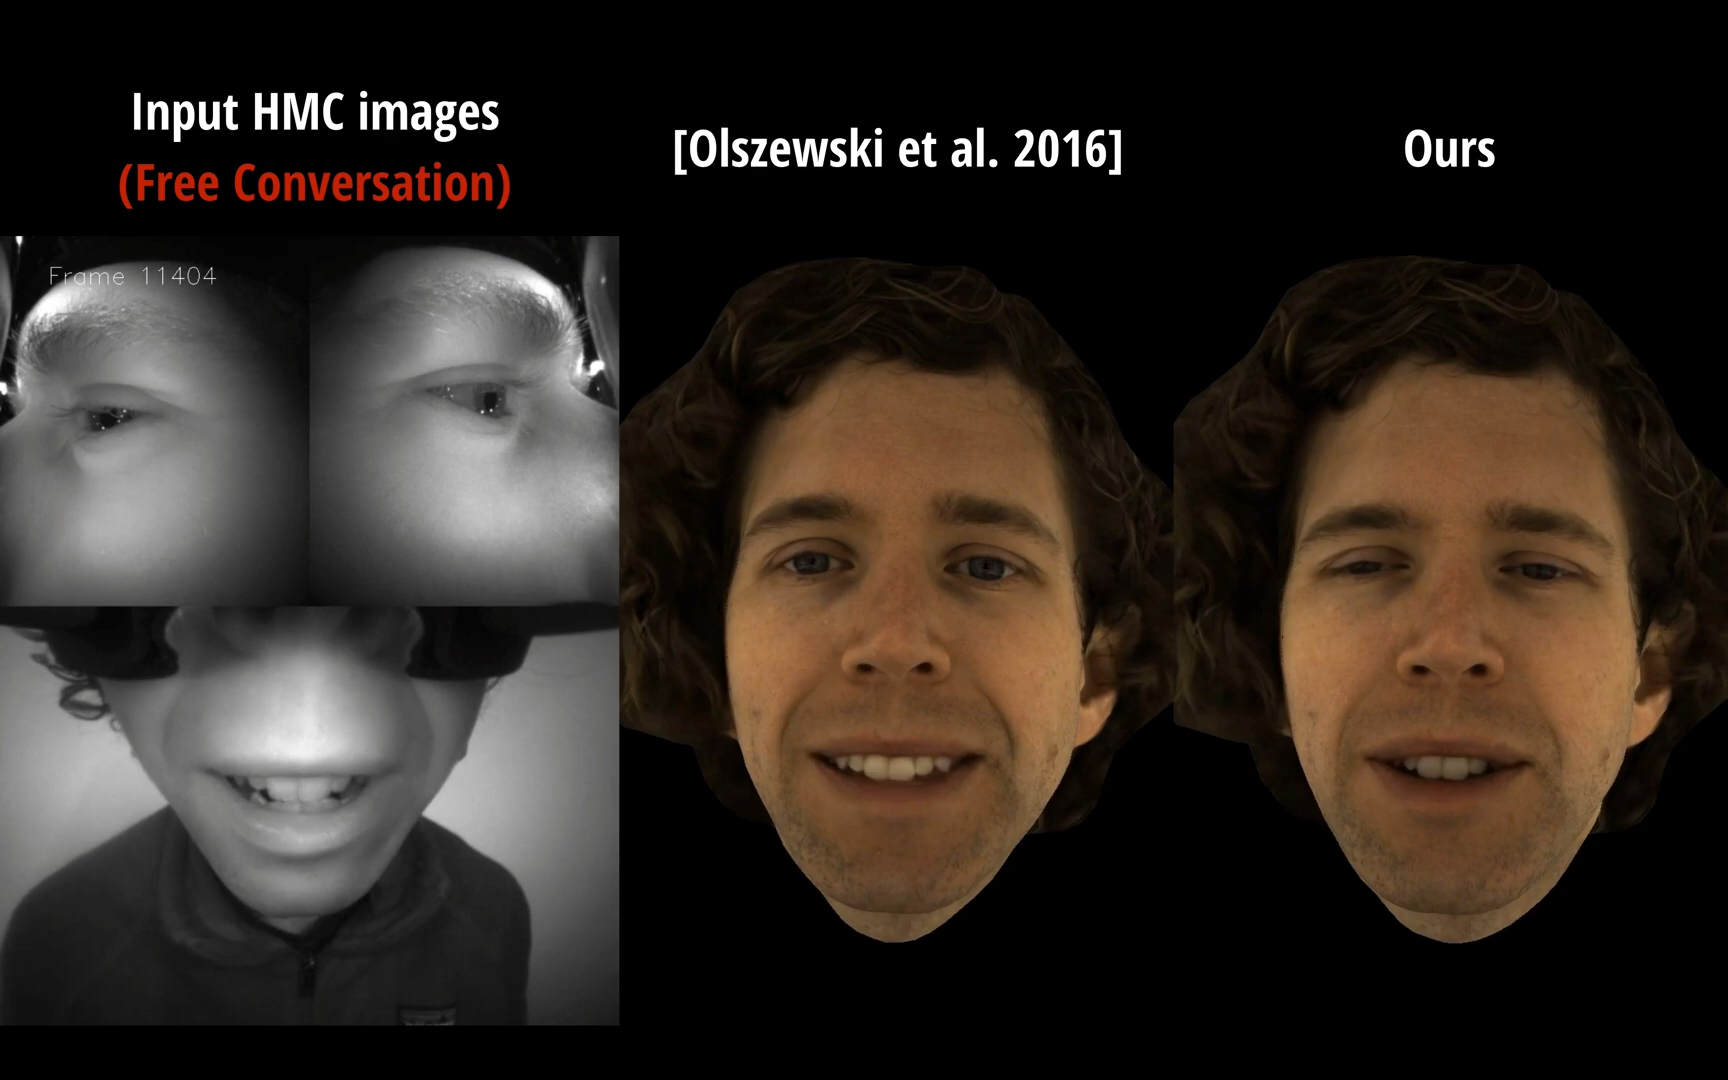 Input HMC images
(Free Conversation)
[Olszewski et al. 2016]
Ours
Frame 11404